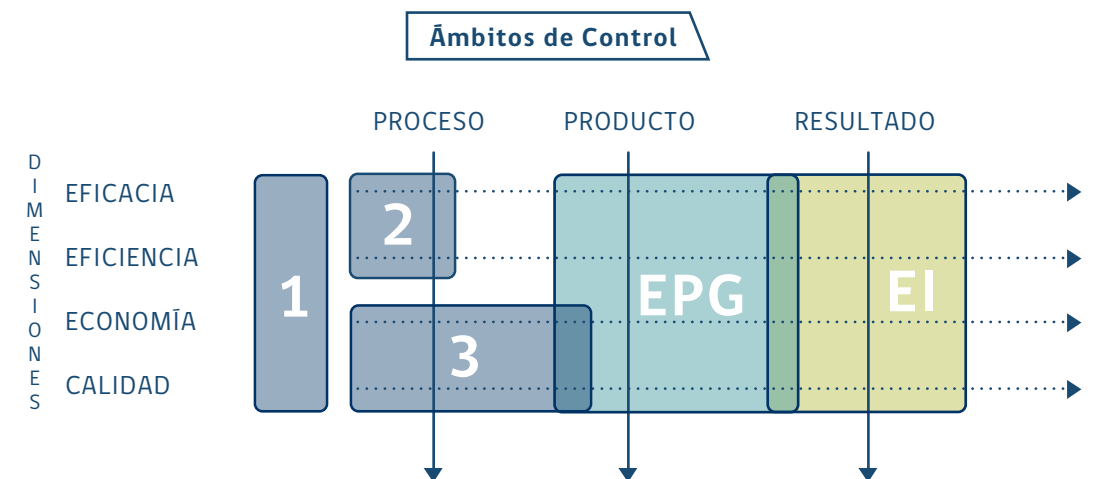 Ámbitos de Control
PROCESO PRODUCTO RESULTADO
DIMENSIONES
EFICACIA
EFICIENCIA
ECONOMÍA
CALIDAD
1
2
3
EPG
EI